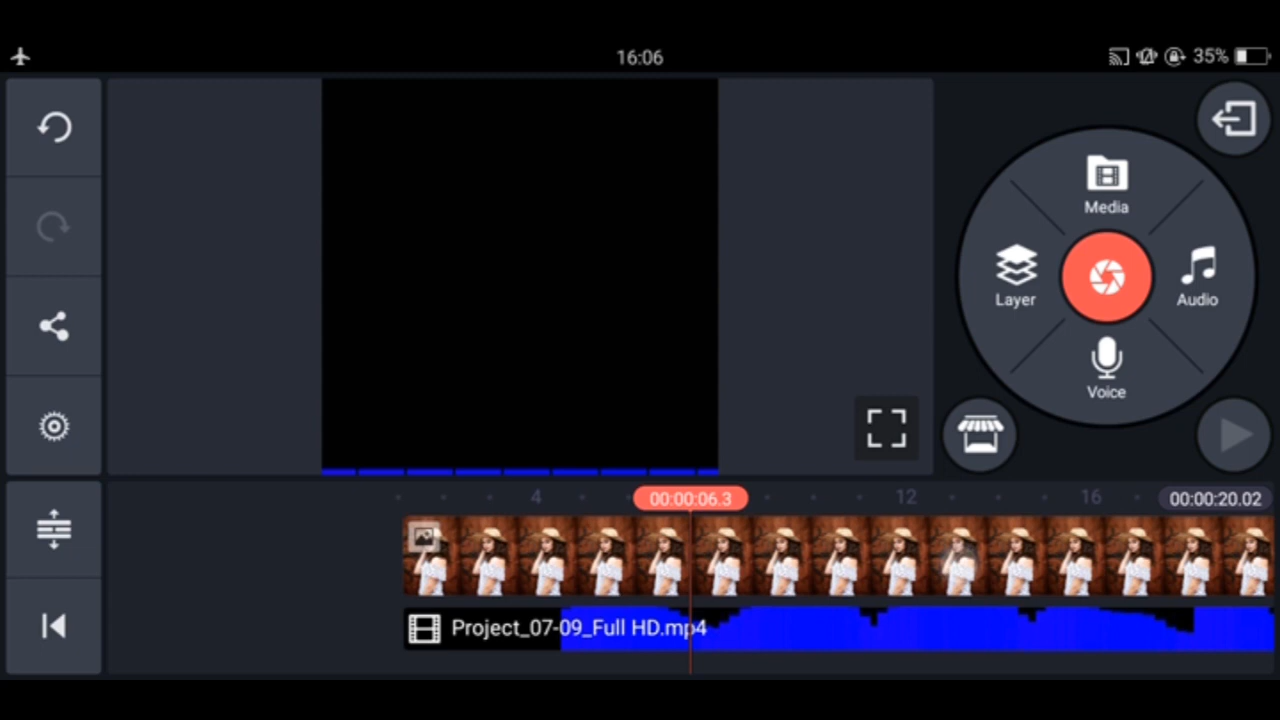 16:06
35%
Media
Layer
Audio
Voice
4
00:00:06.3
12
16
00:00:20.02
Project_07-09_Full HD.mp4